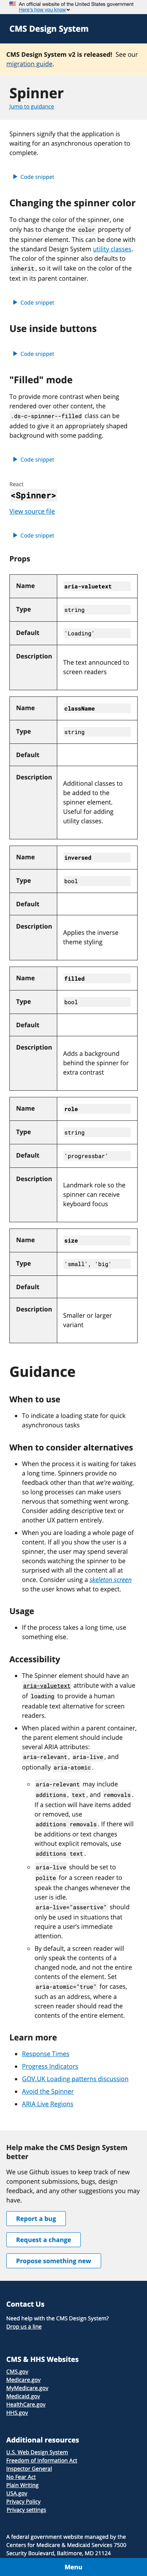 An official website of the United States government
Here's how you know
CMS Design System
CMS Design System v2 is released! See our
migration guide.
Spinner
Jump to guidance
Spinners signify that the application is
waiting for an asynchronous operation to
complete.
Code snippet
Changing the spinner color
To change the color of the spinner, one
only has to change the color property of
the spinner element. This can be done with
the standard Design System utility classes.
The color of the spinner also defaults to
inherit, so it will take on the color of the
text in its parent container.
Code snippet
Use inside buttons
Code snippet
"Filled" mode
To provide more contrast when being
rendered over other content, the
.ds-c-spinner--filled class can be
added to give it an appropriately shaped
background with some padding.
Code snippet
React
<Spinner>
View source file
Code snippet
Props
Name aria-valuetext
Type string
Default 'Loading'
Description
The text announced to
screen readers
Name className
Type string
Default
Description
Additional classes to
be added to the
spinner element.
Useful for adding
utility classes.
Name inversed
Type bool
Default
Description
Applies the inverse
theme styling
Name filled
Type bool
Default
Description
Adds a background
behind the spinner for
extra contrast
Name role
Type string
Default 'progressbar'
Description
Landmark role so the
spinner can receive
keyboard focus
Name size
Type 'small', 'big'
Default
Description
Smaller or larger
variant
Guidance
When to use
To indicate a loading state for quick
asynchronous tasks
When to consider alternatives
When the process it is waiting for takes
a long time. Spinners provide no
feedback other than that we're waiting,
so long processes can make users
nervous that something went wrong.
Consider adding descriptive text or
another UX pattern entirely.
When you are loading a whole page of
content. If all you show the user is a
spinner, the user may spend several
seconds watching the spinner to be
surprised with all the content all at
once. Consider using a skeleton screen
so the user knows what to expect.
Usage
If the process takes a long time, use
something else.
Accessibility
The Spinner element should have an
aria-valuetext attribute with a value
of loading to provide a human
readable text alternative for screen
readers.
When placed within a parent container,
the parent element should include
several ARIA attributes:
aria-relevant, aria-live, and
optionally aria-atomic.
aria-relevant may include
additions, text, and removals.
If a section will have items added
or removed, use
additions removals. If there will
be additions or text changes
without explicit removals, use
additions text.
aria-live should be set to
polite for a screen reader to
speak the changes whenever the
user is idle.
aria-live="assertive" should
only be used in situations that
require a user's immediate
attention.
By default, a screen reader will
only speak the contents of a
changed node, and not the entire
contents of the element. Set
aria-atomic="true" for cases,
such as an address, where a
screen reader should read the
entire contents of the element.
Learn more
Response Times
Progress Indicators
GOV.UK Loading patterns discussion
Avoid the Spinner
ARIA Live Regions
Help make the CMS Design System
better
We use Github issues to keep track of new
component submissions, bugs, design
feedback, and any other suggestions you may
have.
Report a bug
Request a change
Propose something new
Contact Us
Need help with the CMS Design System?
Drop us a line
CMS & HHS Websites
CMS.gov
Medicare.gov
MyMedicare.gov
Medicaid.gov
HealthCare.gov
HHS.gov
Additional resources
U.S. Web Design System
Freedom of Information Act
Inspector General
No Fear Act
Plain Writing
USA.gov
Privacy Policy
Privacy settings
A federal government website managed by the
Centers for Medicare & Medicaid Services 7500
Security Boulevard, Baltimore, MD 21124
Menu